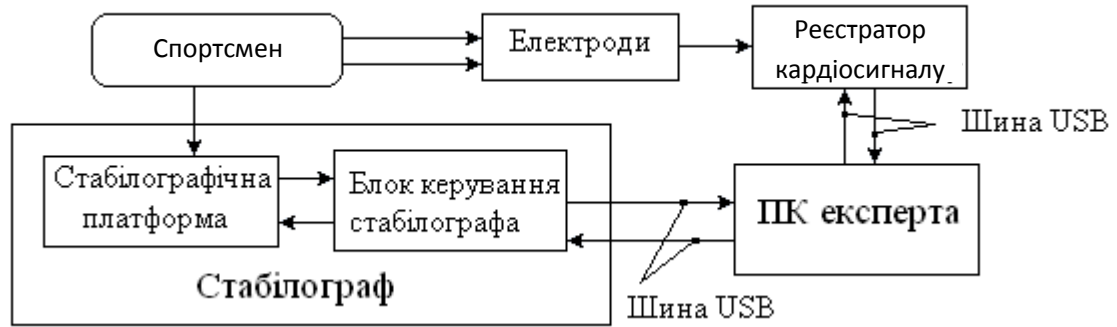 Спортсмен
Електроди
Реєстратор
кардіосигналу
Шина USB
Стабілографічна
платформа
Блок керування
стабілографа
ПК експерта
Стабілограф
Шина USB